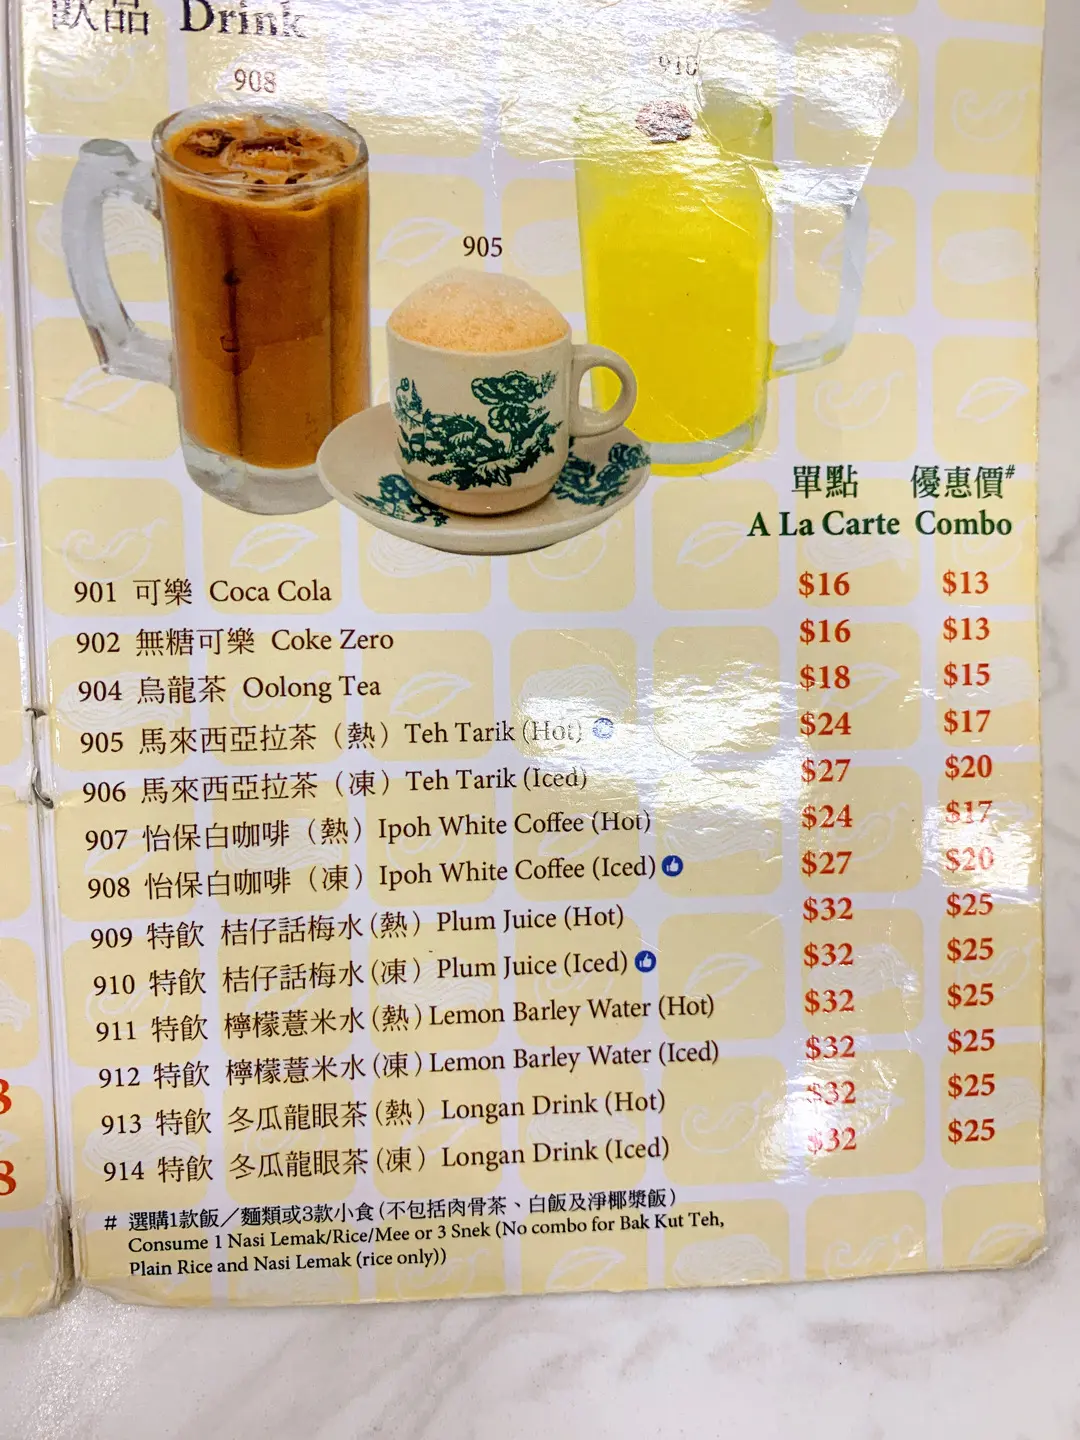 飲品 Drink
908
910
905
單點 優惠價#
A La Carte Combo
901 可樂 Coca Cola $16 $13
902 無糖可樂 Coke Zero $16 $13
904 烏龍茶 Oolong Tea $18 $15
905 馬來西亞拉茶（熱）Teh Tarik (Hot) $24 $17
906 馬來西亞拉茶（凍）Teh Tarik (Iced) $27 $20
907 怡保白咖啡（熱）Ipoh White Coffee (Hot) $24 $17
908 怡保白咖啡（凍）Ipoh White Coffee (Iced) $27 $20
909 特飲 桔仔話梅水(熱) Plum Juice (Hot) $32 $25
910 特飲 桔仔話梅水(凍) Plum Juice (Iced) $32 $25
911 特飲 檸檬薏米水(熱) Lemon Barley Water (Hot) $32 $25
912 特飲 檸檬薏米水(凍) Lemon Barley Water (Iced) $32 $25
913 特飲 冬瓜龍眼茶(熱) Longan Drink (Hot) $32 $25
914 特飲 冬瓜龍眼茶(凍) Longan Drink (Iced) $32 $25
# 選購1款飯／麵類或3款小食(不包括肉骨茶、白飯及淨椰漿飯)
Consume 1 Nasi Lemak/Rice/Mee or 3 Snek (No combo for Bak Kut Teh,
Plain Rice and Nasi Lemak (rice only))